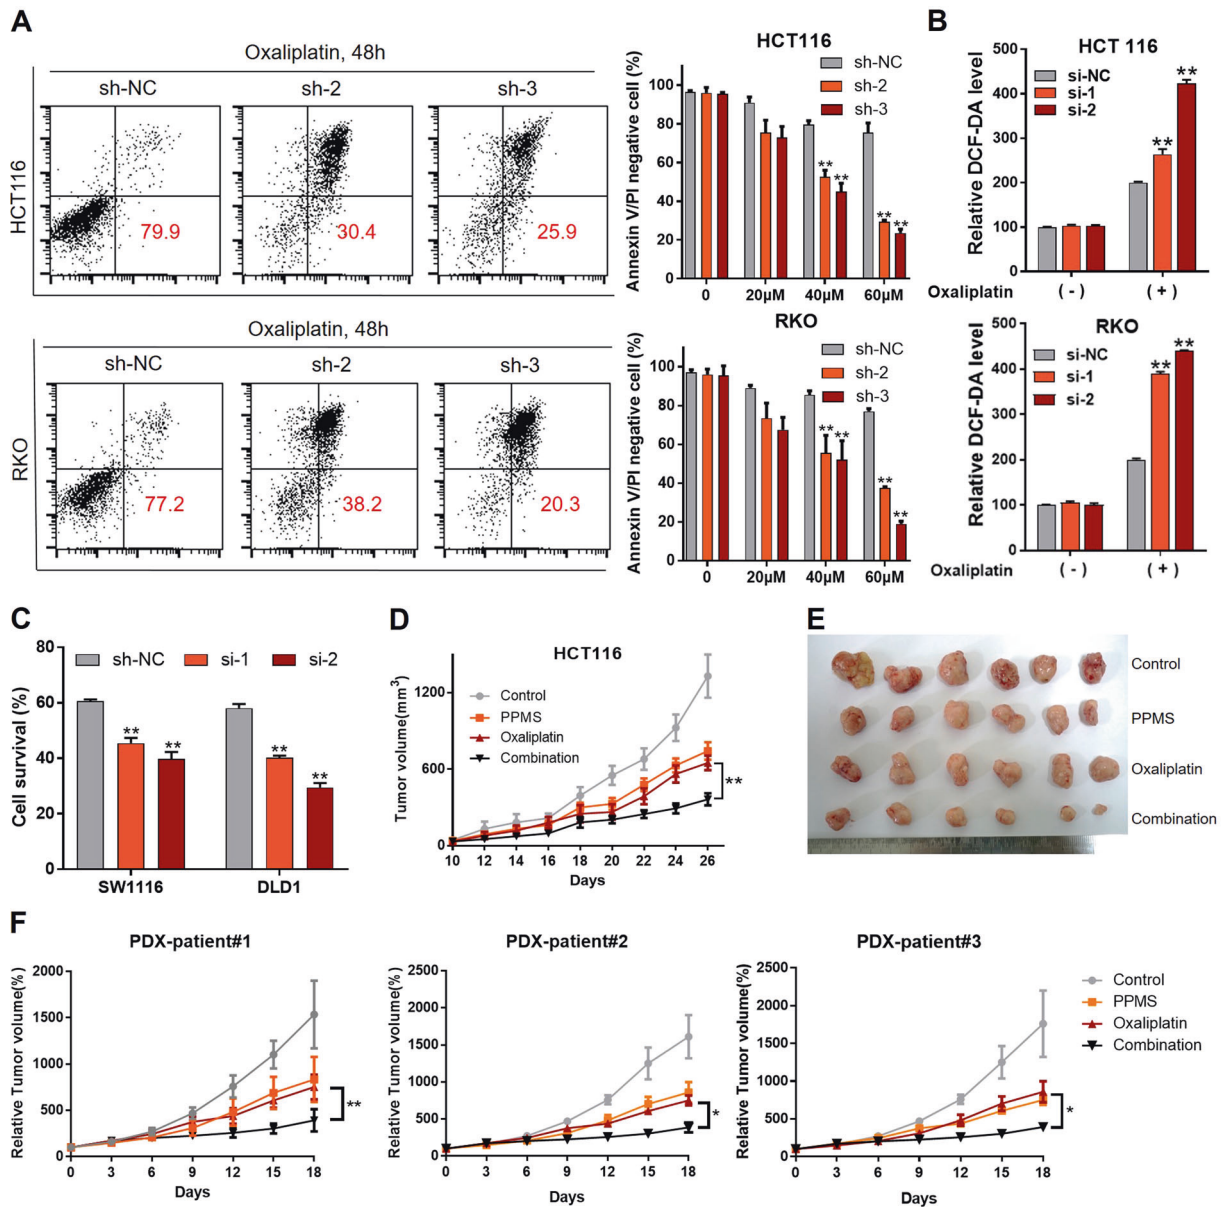 A
Oxaliplatin, 48h
sh-NC sh-2 sh-3
HCT116
79.9 30.4 25.9
Oxaliplatin, 48h
sh-NC sh-2 sh-3
RKO
77.2 38.2 20.3
HCT116
Annexin V/PI negative cell (%)
sh-NC
sh-2
sh-3
100
80
60
40
20
0
** ** ** **
0 20µM 40µM 60µM
RKO
Annexin V/PI negative cell (%)
sh-NC
sh-2
sh-3
100
80
60
40
20
0
** ** ** **
0 20µM 40µM 60µM
B
HCT 116
Relative DCF-DA level
si-NC
si-1
si-2
500
400
300
200
100
0
** **
Oxaliplatin ( - ) ( + )
RKO
Relative DCF-DA level
si-NC
si-1
si-2
500
400
300
200
100
0
** **
Oxaliplatin ( - ) ( + )
C
Cell survival (%)
sh-NC si-1 si-2
80
60
40
20
0
** ** ** **
SW1116 DLD1
D
HCT116
Tumor volume(mm³)
Control
PPMS
Oxaliplatin
Combination
1200
600
0
**
10 12 14 16 18 20 22 24 26
Days
E
Control
PPMS
Oxaliplatin
Combination
F
PDX-patient#1
Relative Tumor volume(%)
2000
1500
1000
500
0
**
0 3 6 9 12 15 18
Days
PDX-patient#2
Relative Tumor volume(%)
2500
2000
1500
1000
500
0
*
0 3 6 9 12 15 18
Days
PDX-patient#3
Relative Tumor volume(%)
2500
2000
1500
1000
500
0
*
0 3 6 9 12 15 18
Days
Control
PPMS
Oxaliplatin
Combination